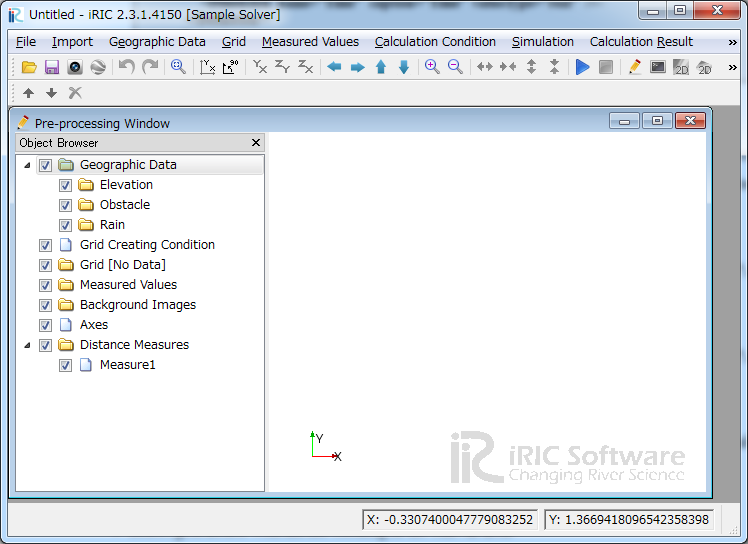 Untitled - iRIC 2.3.1.4150 [Sample Solver]
File Import Geographic Data Grid Measured Values Calculation Condition Simulation Calculation Result »
Pre-processing Window
Object Browser
Geographic Data
Elevation
Obstacle
Rain
Grid Creating Condition
Grid [No Data]
Measured Values
Background Images
Axes
Distance Measures
Measure1
Y
X
iRIC Software
Changing River Science
X: -0.3307400047779083252 Y: 1.3669418096542358398